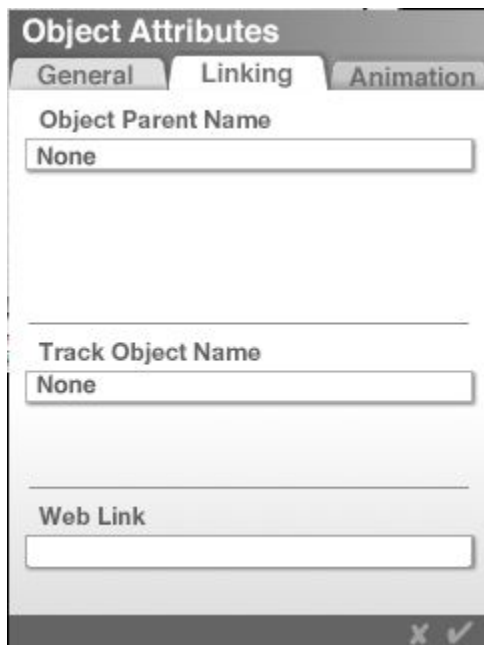 Object Attributes
General Linking Animation
Object Parent Name
None
Track Object Name
None
Web Link